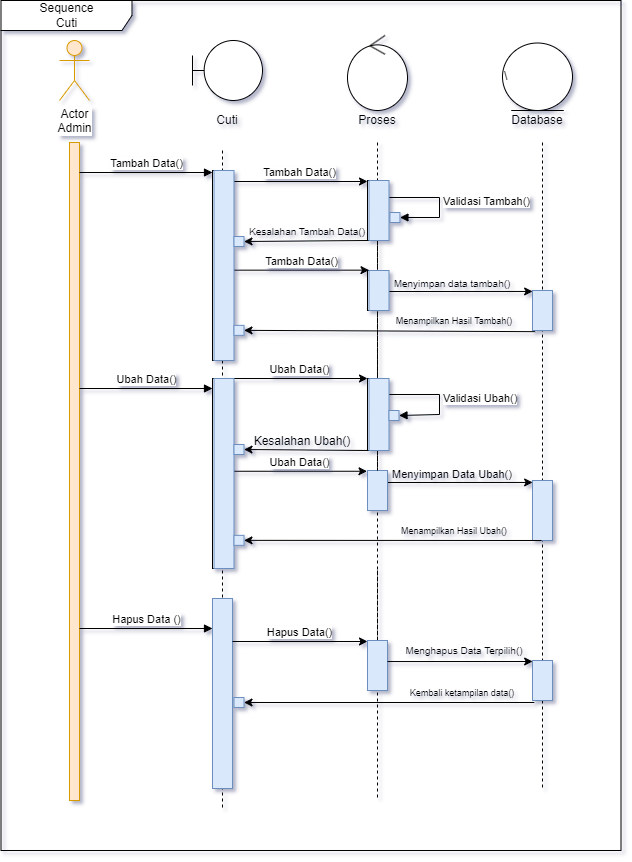 Sequence
Cuti
Actor
Admin
Cuti
Proses
Database
Tambah Data()
Tambah Data()
Validasi Tambah()
Kesalahan Tambah Data()
Tambah Data()
Menyimpan data tambah()
Menampilkan Hasil Tambah()
Ubah Data()
Ubah Data()
Validasi Ubah()
Kesalahan Ubah()
Ubah Data()
Menyimpan Data Ubah()
Menampilkan Hasil Ubah()
Hapus Data ()
Hapus Data()
Menghapus Data Terpilih()
Kembali ketampilan data()